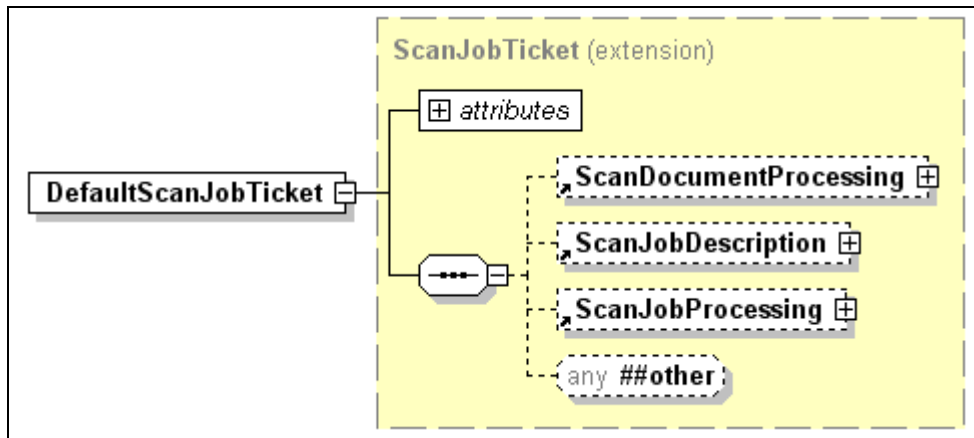 ScanJobTicket (extension)
attributes
DefaultScanJobTicket
ScanDocumentProcessing
ScanJobDescription
ScanJobProcessing
any ##other